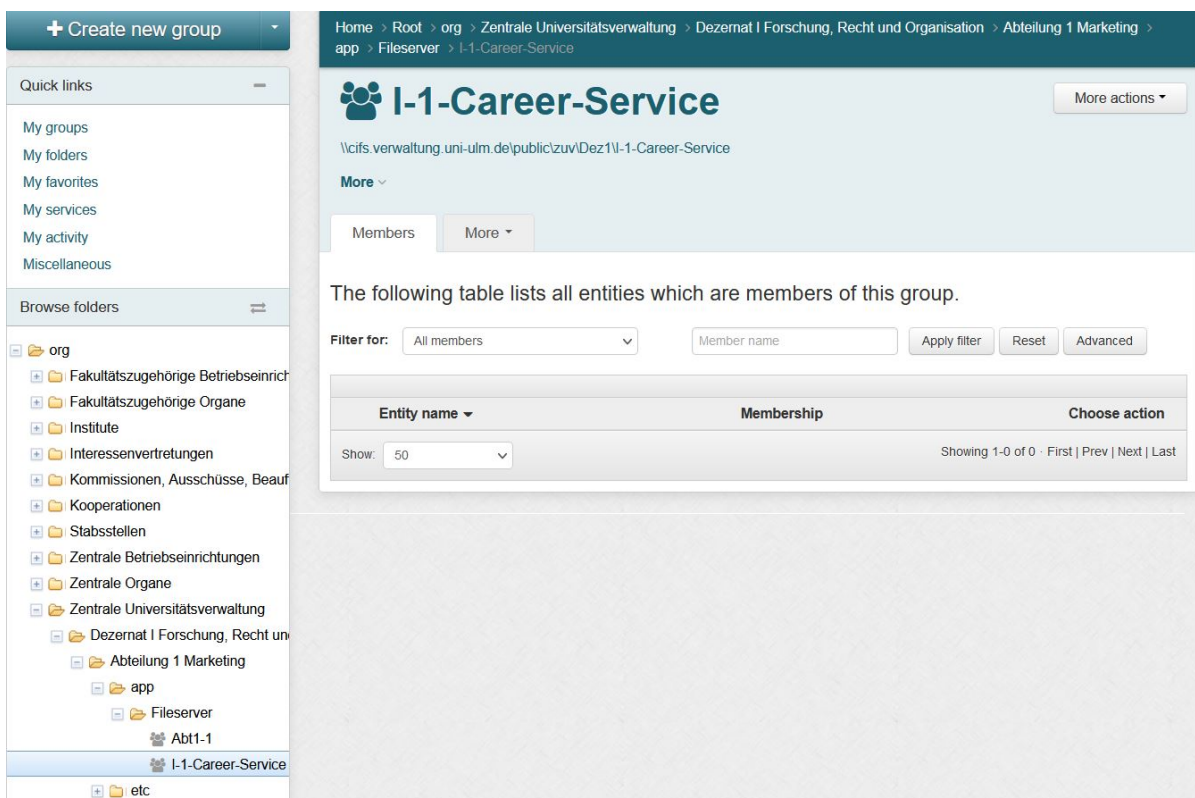 + Create new group
Quick links
My groups
My folders
My favorites
My services
My activity
Miscellaneous
Browse folders
org
Fakultätszugehörige Betriebseinrich
Fakultätszugehörige Organe
Institute
Interessenvertretungen
Kommissionen, Ausschüsse, Beauf
Kooperationen
Stabsstellen
Zentrale Betriebseinrichtungen
Zentrale Organe
Zentrale Universitätsverwaltung
Dezernat I Forschung, Recht und
Abteilung 1 Marketing
app
Fileserver
Abt1-1
I-1-Career-Service
etc
Home > Root > org > Zentrale Universitätsverwaltung > Dezernat I Forschung, Recht und Organisation > Abteilung 1 Marketing >
app > Fileserver > I-1-Career-Service
I-1-Career-Service
More actions
\\cifs.verwaltung.uni-ulm.de\public\zuv\Dez1\I-1-Career-Service
More
Members More
The following table lists all entities which are members of this group.
Filter for: All members Member name Apply filter Reset Advanced
Entity name Membership Choose action
Show: 50 Showing 1-0 of 0 · First | Prev | Next | Last